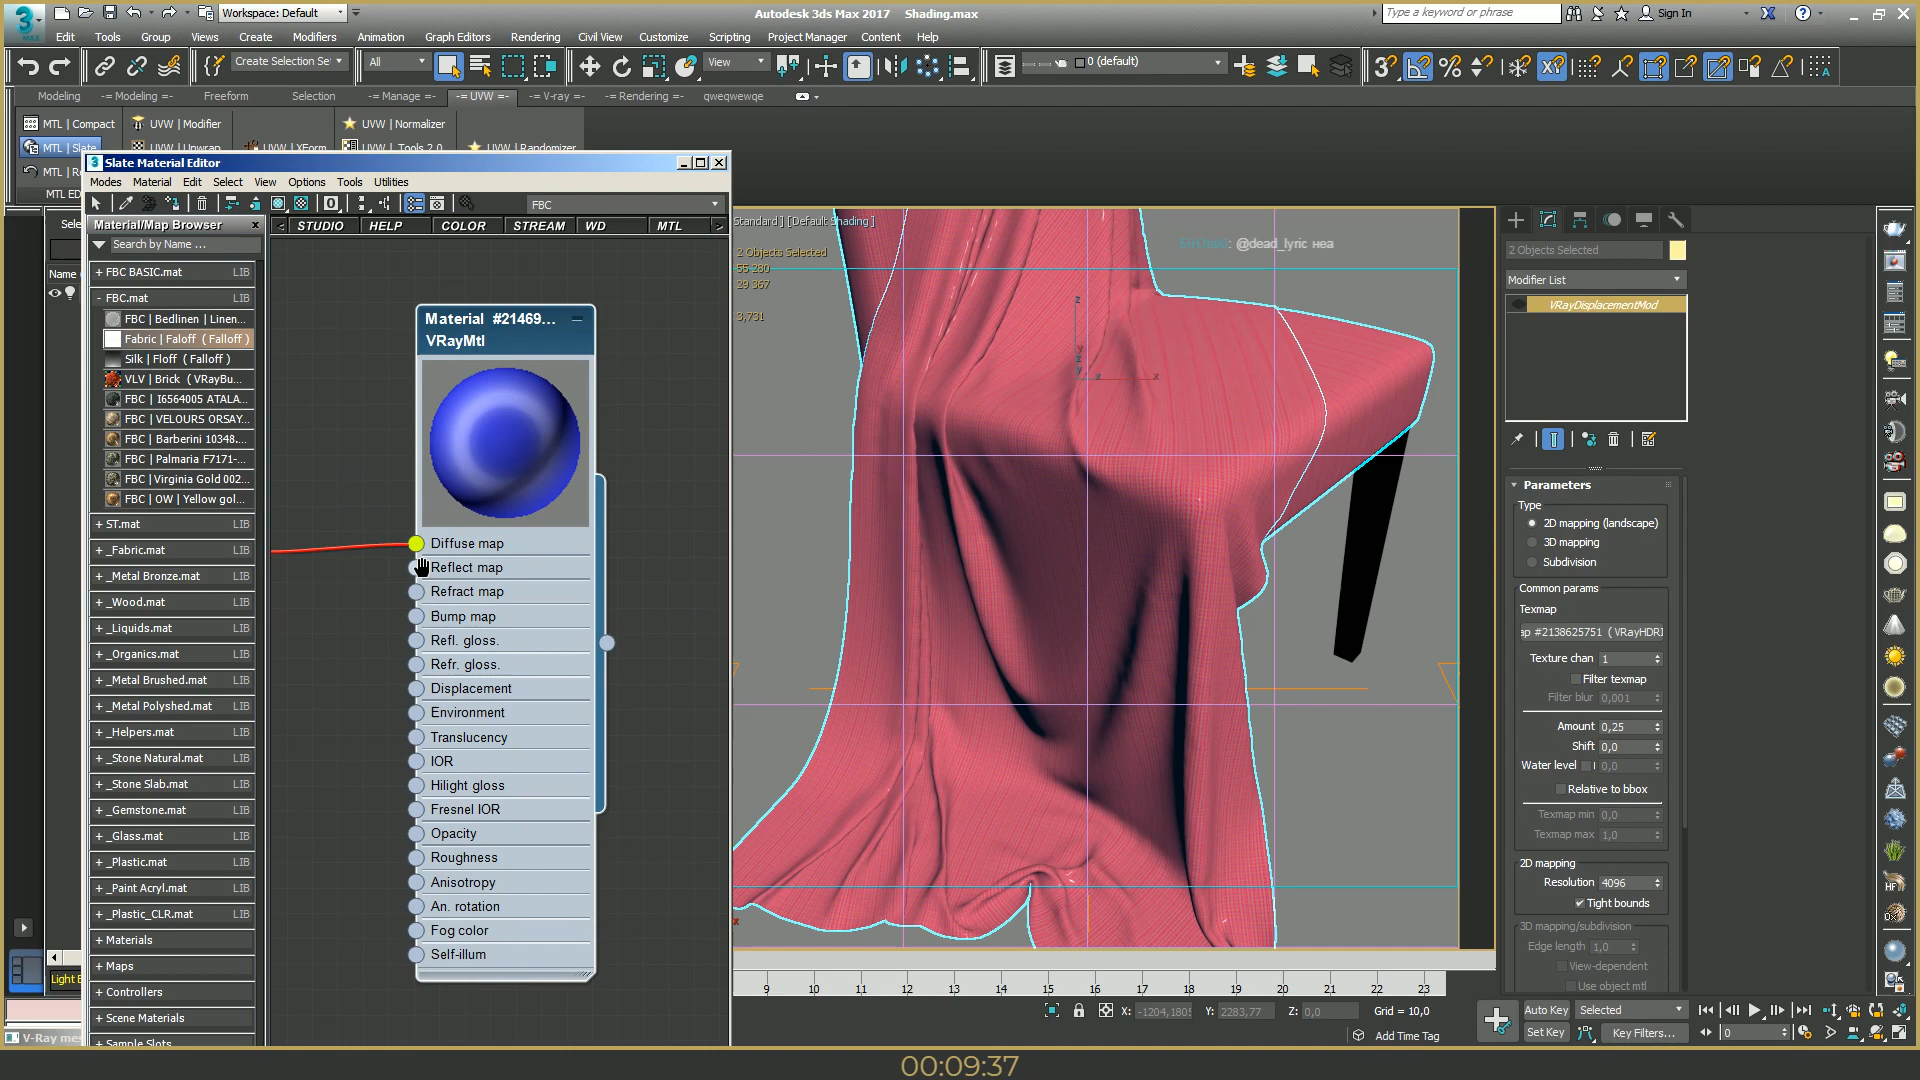 Workspace: Default
Autodesk 3ds Max 2017 Shading.max
Type a keyword or phrase
Sign In
Edit Tools Group Views Create Modifiers Animation Graph Editors Rendering Civil View Customize Scripting Project Manager Content Help
Create Selection Se
All
View
0 (default)
Modeling -= Modeling =- Freeform Selection -= Manage =- -= UVW =- -= V-ray =- -= Rendering =- qweqwewqe
MTL | Compact UVW | Modifier UVW | Normalizer
MTL | Slate UVW | Unwrap UVW | XForm UVW | Tools 2.0 UVW | Randomizer
MTL | R
MTL ED
Slate Material Editor
Modes Material Edit Select View Options Tools Utilities
FBC
Material/Map Browser
STUDIO HELP COLOR STREAM WD MTL
Search by Name ...
Sele
Name
+ FBC BASIC.mat LIB
- FBC.mat LIB
FBC | Bedlinen | Linen...
Fabric | Faloff ( Falloff )
Silk | Floff ( Falloff )
VLV | Brick ( VRayBu...
FBC | I6564005 ATALA...
FBC | VELOURS ORSAY...
FBC | Barberini 10348....
FBC | Palmaria F7171-...
FBC |Virginia Gold 002...
FBC | OW | Yellow gol...
+ ST.mat LIB
+ _Fabric.mat LIB
+ _Metal Bronze.mat LIB
+ _Wood.mat LIB
+ _Liquids.mat LIB
+ _Organics.mat LIB
+ _Metal Brushed.mat LIB
+ _Metal Polyshed.mat LIB
+ _Helpers.mat LIB
+ _Stone Natural.mat LIB
+ _Stone Slab.mat LIB
+ _Gemstone.mat LIB
+ _Glass.mat LIB
+ _Plastic.mat LIB
+ _Paint Acryl.mat LIB
+ _Plastic_CLR.mat LIB
+ Materials
+ Maps
+ Controllers
+ Scene Materials
+ Sample Slots
Light E
V-Ray mes
Material #21469...
VRayMtl
Diffuse map
Reflect map
Refract map
Bump map
Refl. gloss.
Refr. gloss.
Displacement
Environment
Translucency
IOR
Hilight gloss
Fresnel IOR
Opacity
Roughness
Anisotropy
An. rotation
Fog color
Self-illum
Standard ] [Default Shading ]
2 Objects Selected
55 280
29 367
3,731
: @dead_lyric неа
z
x
x
9 10 11 12 13 14 15 16 17 18 19 20 21 22 23
X: -1204,180 Y: 2283,77 Z: 0,0 Grid = 10,0
Add Time Tag
2 Objects Selected
Modifier List
VRayDisplacementMod
Parameters
Type
2D mapping (landscape)
3D mapping
Subdivision
Common params
Texmap
ap #2138625751 ( VRayHDRI
Texture chan 1
Filter texmap
Filter blur 0,001
Amount 0,25
Shift 0,0
Water level 0,0
Relative to bbox
Texmap min 0,0
Texmap max 1,0
2D mapping
Resolution 4096
Tight bounds
3D mapping/subdivision
Edge length 1,0
View-dependent
Use object mtl
Auto Key Selected
Set Key Key Filters... 0
00:09:37